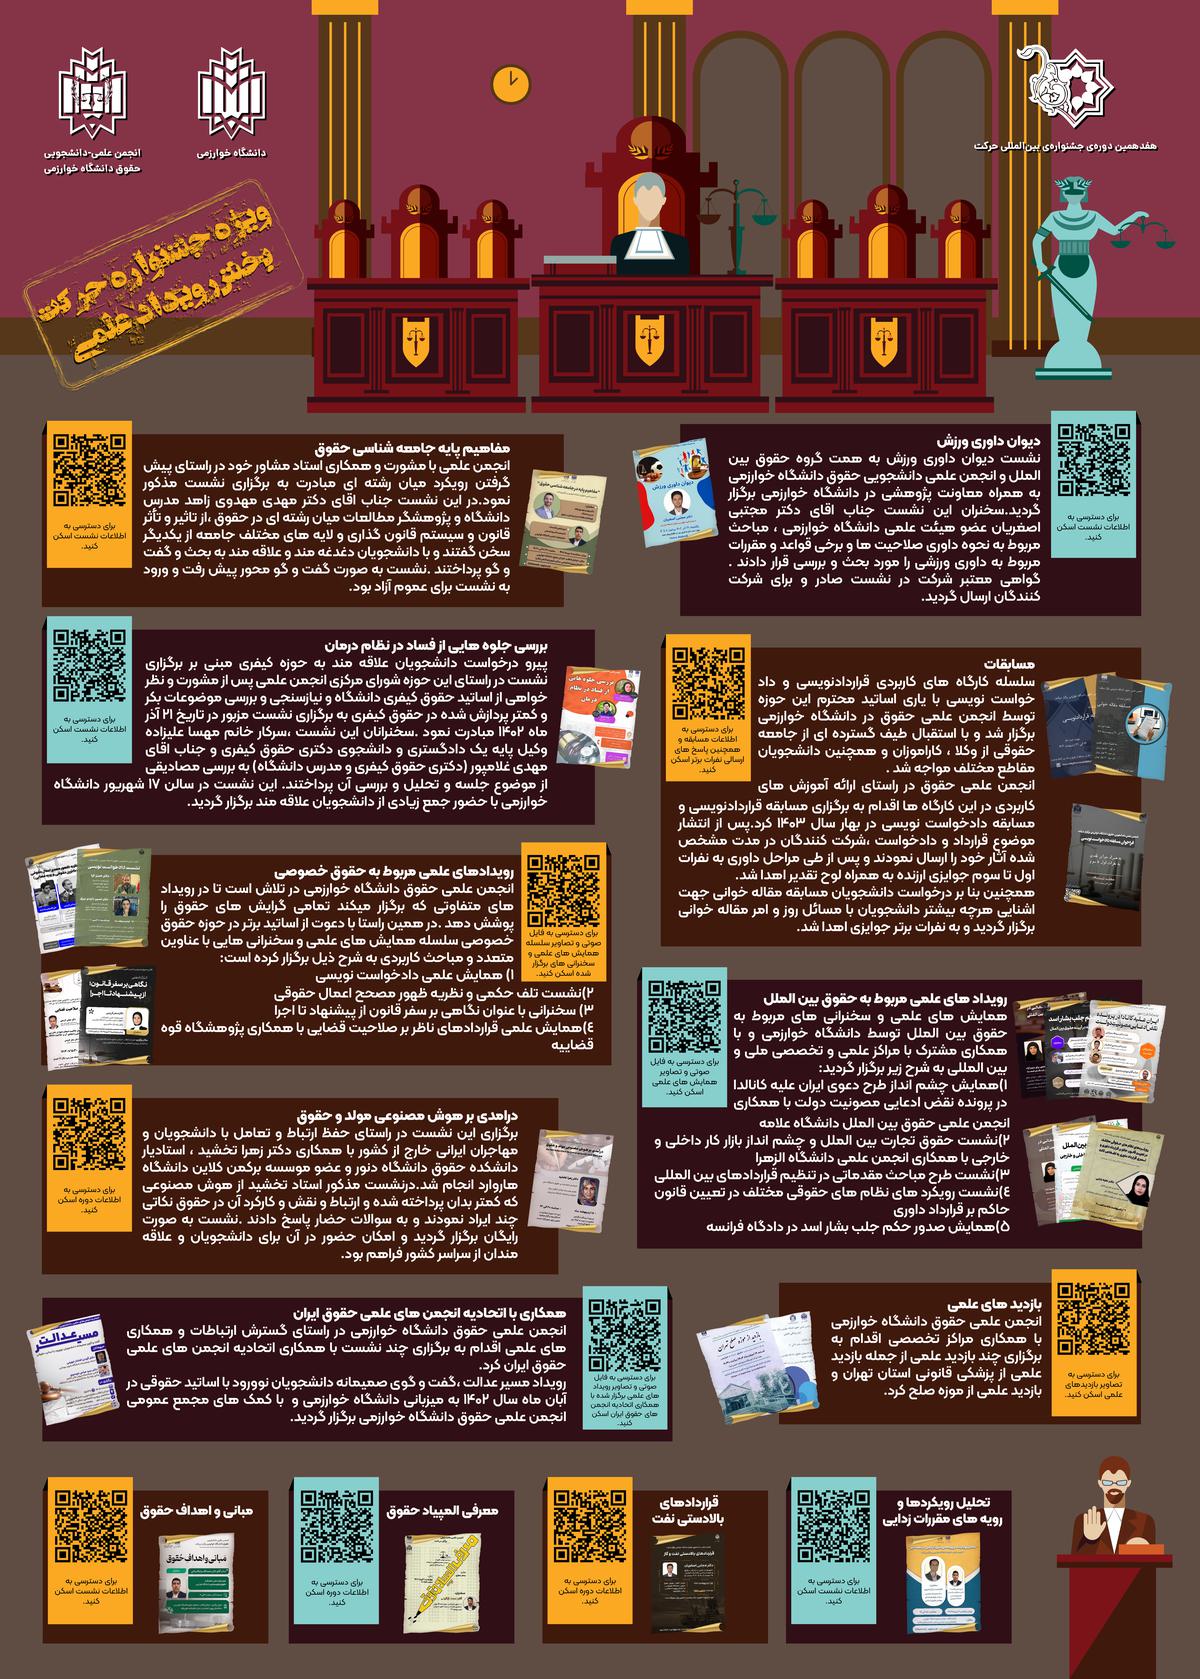 هفدهمین دوره‌ی جشنواره‌ی بین‌المللی حرکت
دانشگاه خوارزمی
انجمن علمی-دانشجویی
حقوق دانشگاه خوارزمی
ویژه جشنواره حرکت
بخش رویداد علمی
دیوان داوری ورزش
نشست دیوان داوری ورزش به همت گروه حقوق بین
الملل و انجمن علمی دانشجویی حقوق دانشگاه خوارزمی
به همراه معاونت پژوهشی در دانشگاه خوارزمی برگزار
گردید.سخنران این نشست جناب اقای دکتر مجتبی
اصغریان عضو هیئت علمی دانشگاه خوارزمی ، مباحث
مربوط به نحوه داوری صلاحیت ها و برخی قواعد و مقررات
مربوط به داوری ورزشی را مورد بحث و بررسی قرار دادند .
گواهی معتبر شرکت در نشست صادر و برای شرکت
کنندگان ارسال گردید.
برای دسترسی به
اطلاعات نشست اسکن
کنید.
دیوان داوری ورزش
مفاهیم پایه جامعه شناسی حقوق
انجمن علمی با مشورت و همکاری استاد مشاور خود در راستای پیش
گرفتن رویکرد میان رشته ای مبادرت به برگزاری نشست مذکور
نمود.در این نشست جناب اقای دکتر مهدی مهدوی زاهد مدرس
دانشگاه و پژوهشگر مطالعات میان رشته ای در حقوق ،از تاثیر و تأثر
قانون و سیستم قانون گذاری و لایه های مختلف جامعه از یکدیگر
سخن گفتند و با دانشجویان دغدغه مند و علاقه مند به بحث و گفت
و گو پرداختند .نشست به صورت گفت و گو محور پیش رفت و ورود
به نشست برای عموم آزاد بود.
برای دسترسی به
اطلاعات نشست اسکن
کنید.
بررسی جلوه هایی از فساد در نظام درمان
پیرو درخواست دانشجویان علاقه مند به حوزه کیفری مبنی بر برگزاری
نشست در راستای این حوزه شورای مرکزی انجمن علمی پس از مشورت و نظر
خواهی از اساتید حقوق کیفری دانشگاه و نیازسنجی و بررسی موضوعات بکر
و کمتر پردازش شده در حقوق کیفری به برگزاری نشست مزبور در تاریخ ۲۱ آذر
ماه ۱۴۰۲ مبادرت نمود .سخنرانان این نشست ،سرکار خانم مهسا علیزاده
وکیل پایه یک دادگستری و دانشجوی دکتری حقوق کیفری و جناب اقای
مهدی غلامپور (دکتری حقوق کیفری و مدرس دانشگاه) به بررسی مصادیقی
از موضوع جلسه و تحلیل و بررسی آن پرداختند. این نشست در سالن ۱۷ شهریور دانشگاه
خوارزمی با حضور جمع زیادی از دانشجویان علاقه مند برگزار گردید.
برای دسترسی به
اطلاعات نشست اسکن
کنید.
بررسی جلوه هایی
از فساد در نظام
درمان
مسابقات
سلسله کارگاه های کاربردی قراردادنویسی و داد
خواست نویسی با یاری اساتید محترم این حوزه
توسط انجمن علمی حقوق در دانشگاه خوارزمی
برگزار شد و با استقبال طیف گسترده ای از جامعه
حقوقی از وکلا ، کاراموزان و همچنین دانشجویان
مقاطع مختلف مواجه شد .
انجمن علمی حقوق در راستای ارائه آموزش های
کاربردی در این کارگاه ها اقدام به برگزاری مسابقه قراردادنویسی و
مسابقه دادخواست نویسی در بهار سال ۱۴۰۳ کرد.پس از انتشار
موضوع قرارداد و دادخواست ،شرکت کنندگان در مدت مشخص
شده آثار خود را ارسال نمودند و پس از طی مراحل داوری به نفرات
اول تا سوم جوایزی ارزنده به همراه لوح تقدیر اهدا شد.
همچنین بنا بر درخواست دانشجویان مسابقه مقاله خوانی جهت
اشنایی هرچه بیشتر دانشجویان با مسائل روز و امر مقاله خوانی
برگزار گردید و به نفرات برتر جوایزی اهدا شد.
برای دسترسی به
اطلاعات مسابقه و
همچنین پاسخ های
ارسالی نفرات برتر اسکن
کنید.
رویدادهای علمی مربوط به حقوق خصوصی
انجمن علمی حقوق دانشگاه خوارزمی در تلاش است تا در رویداد
های متفاوتی که برگزار میکند تمامی گرایش های حقوق را
پوشش دهد .در همین راستا با دعوت از اساتید برتر در حوزه حقوق
خصوصی سلسله همایش های علمی و سخنرانی هایی با عناوین
متعدد و مباحث کاربردی به شرح ذیل برگزار کرده است:
۱) همایش علمی دادخواست نویسی
۲)نشست تلف حکمی و نظریه ظهور مصحح اعمال حقوقی
۳) سخنرانی با عنوان نگاهی بر سفر قانون از پیشنهاد تا اجرا
٤)همایش علمی قراردادهای ناظر بر صلاحیت قضایی با همکاری پژوهشگاه قوه
قضاییه
برای دسترسی به فایل
صوتی و تصاویر سلسله
همایش های علمی و
سخنرانی های برگزار
شده اسکن کنید.
نگاهی بر سفر قانون؛
از پیشنهاد تا اجرا
رویداد های علمی مربوط به حقوق بین الملل
همایش های علمی و سخنرانی های مربوط به
حقوق بین الملل توسط دانشگاه خوارزمی و با
همکاری مشترک با مراکز علمی و تخصصی ملی و
بین المللی به شرح زیر برگزار گردید:
۱)همایش چشم انداز طرح دعوی ایران علیه کانالدا
در پرونده نقض ادعایی مصونیت دولت با همکاری
انجمن علمی حقوق بین الملل دانشگاه علامه
۲)نشست حقوق تجارت بین الملل و چشم انداز بازار کار داخلی و
خارجی با همکاری انجمن علمی دانشگاه الزهرا
۳)نشست طرح مباحث مقدماتی در تنظیم قراردادهای بین المللی
٤)نشست رویکرد های نظام های حقوقی مختلف در تعیین قانون
حاکم بر قرارداد داوری
۵)همایش صدور حکم جلب بشار اسد در دادگاه فرانسه
برای دسترسی به فایل
صوتی و تصاویر
همایش های علمی
اسکن کنید.
درامدی بر هوش مصنوعی مولد و حقوق
برگزاری این نشست در راستای حفظ ارتباط و تعامل با دانشجویان و
مهاجران ایرانی خارج از کشور با همکاری دکتر زهرا تخشید ، استادیار
دانشکده حقوق دانشگاه دنور و عضو موسسه برکمن کلاین دانشگاه
هاروارد انجام شد.درنشست مذکور استاد تخشید از هوش مصنوعی
که کمتر بدان پرداخته شده و ارتباط و نقش و کارکرد آن در حقوق نکاتی
چند ایراد نمودند و به سوالات حضار پاسخ دادند .نشست به صورت
رایگان برگزار گردید و امکان حضور در آن برای دانشجویان و علاقه
مندان از سراسر کشور فراهم بود.
برای دسترسی به
اطلاعات دوره اسکن
کنید.
بازدید های علمی
انجمن علمی حقوق دانشگاه خوارزمی
با همکاری مراکز تخصصی اقدام به
برگزاری چند بازدید علمی از جمله بازدید
علمی از پزشکی قانونی استان تهران و
بازدید علمی از موزه صلح کرد.
برای دسترسی به
تصاویر بازدیدهای
علمی اسکن کنید.
بازدید از موزه صلح تهران
همکاری با اتحادیه انجمن های علمی حقوق ایران
انجمن علمی حقوق دانشگاه خوارزمی در راستای گسترش ارتباطات و همکاری
های علمی اقدام به برگزاری چند نشست با همکاری اتحادیه انجمن های علمی
حقوق ایران کرد.
رویداد مسیر عدالت ،گفت و گوی صمیمانه دانشجویان نوورود با اساتید حقوقی در
آبان ماه سال ۱۴۰۲ به میزبانی دانشگاه خوارزمی و با کمک های مجمع عمومی
انجمن علمی حقوق دانشگاه خوارزمی برگزار گردید.
برای دسترسی به فایل
صوتی و تصاویر رویداد
های علمی برگزار شده با
همکاری اتحادیه انجمن
های حقوق ایران اسکن
کنید.
مسیر عدالت
تحلیل رویکردها و
رویه های مقررات زدایی
برای دسترسی به
اطلاعات نشست اسکن
کنید.
قراردادهای
بالادستی نفت
برای دسترسی به
اطلاعات دوره اسکن
کنید.
قراردادهای بالادستی نفت و گاز
معرفی المپیاد حقوق
برای دسترسی به
اطلاعات دوره اسکن
کنید.
مبانی و اهداف حقوق
برای دسترسی به
اطلاعات نشست اسکن
کنید.
مبانی و اهداف حقوق